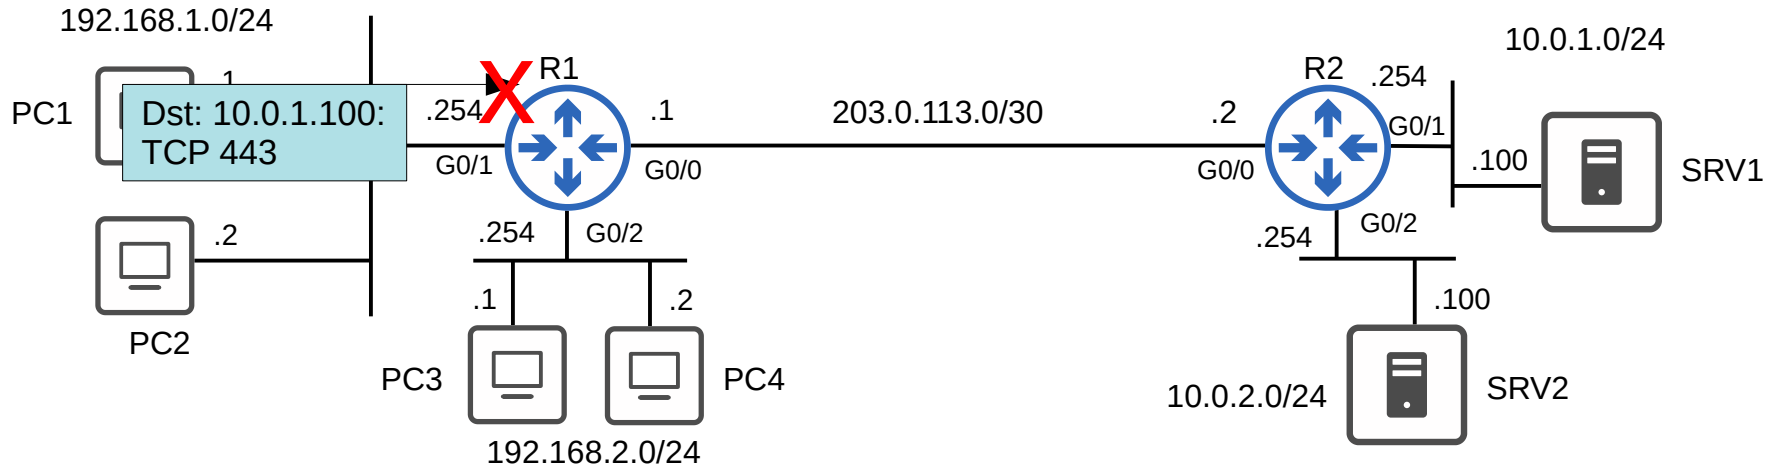 192.168.1.0/24
10.0.1.0/24
R1
R2
.254
.1
PC1
Dst: 10.0.1.100:
TCP 443
.254
.1
203.0.113.0/30
.2
G0/1
G0/1
G0/0
G0/0
.100
SRV1
.2
.254
G0/2
.254
G0/2
.1
.2
.100
PC2
PC3
PC4
10.0.2.0/24
SRV2
192.168.2.0/24